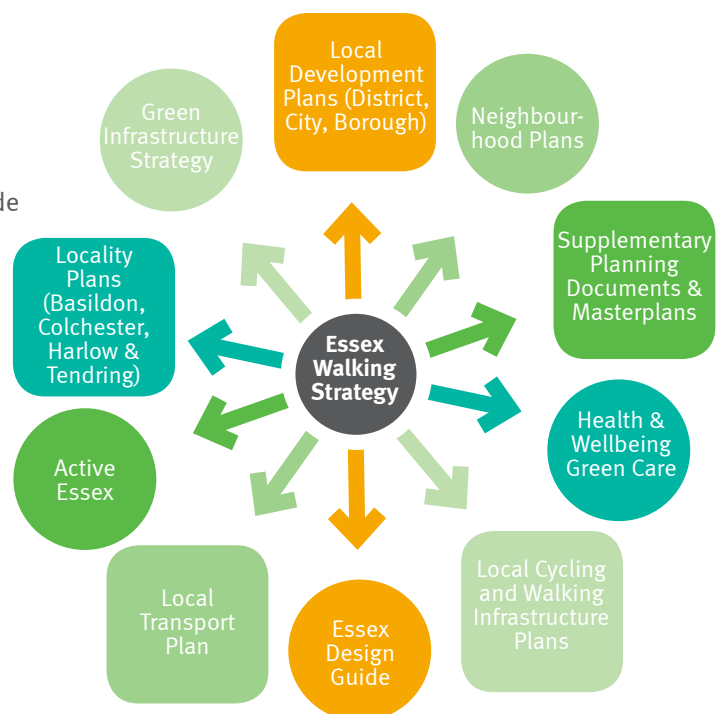 Local
Development
Plans (District,
City, Borough)
Green
Infrastructure
Strategy
Neighbour-
hood Plans
de
Locality
Plans
(Basildon,
Colchester,
Harlow &
Tendring)
Supplementary
Planning
Documents &
Masterplans
Essex
Walking
Strategy
Active
Essex
Health &
Wellbeing
Green Care
Local
Transport
Plan
Essex
Design
Guide
Local Cycling
and Walking
Infrastructure
Plans